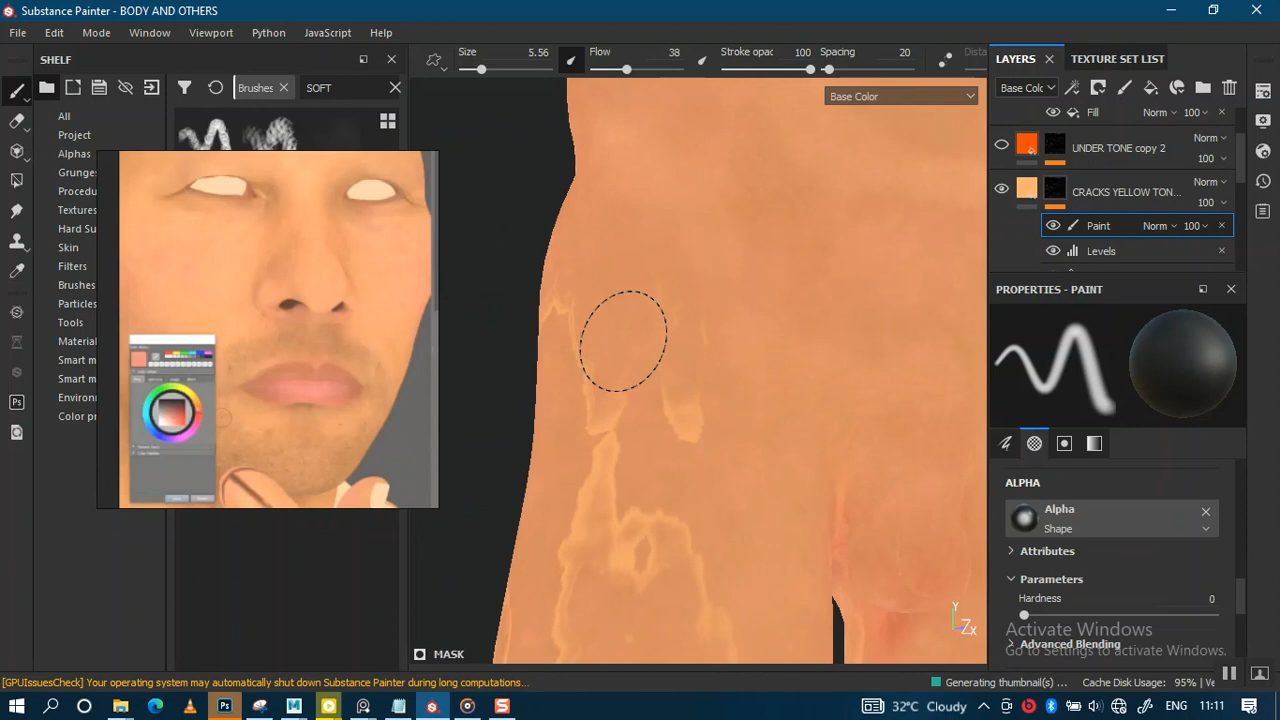 Substance Painter - BODY AND OTHERS
File Edit Mode Window Viewport Python JavaScript Help
SHELF
Brushes
SOFT
All
Project
Alphas
Grunges
Procedu
Textures
Hard Su
Skin
Filters
Brushes
Particles
Tools
Material
Smart m
Smart m
Environ
Color pr
Size 5.56
Flow 38
Stroke opac 100
Spacing 20
Dista
Base Color
MASK
Y
Z X
LAYERS
TEXTURE SET LIST
Base Colo
Fill Norm 100
UNDER TONE copy 2
Norm
100
CRACKS YELLOW TON...
Norm
100
Paint Norm 100
Levels
PROPERTIES - PAINT
ALPHA
Alpha
Shape
Attributes
Parameters
Hardness 0
Advanced Blending
Activate Windows
Go to Settings to activate Windows.
[GPUIssuesCheck] Your operating system may automatically shut down Substance Painter during long computations...
Generating thumbnail(s) ...
Cache Disk Usage: 95% | Ve
Ps
32°C Cloudy
ENG 11:11